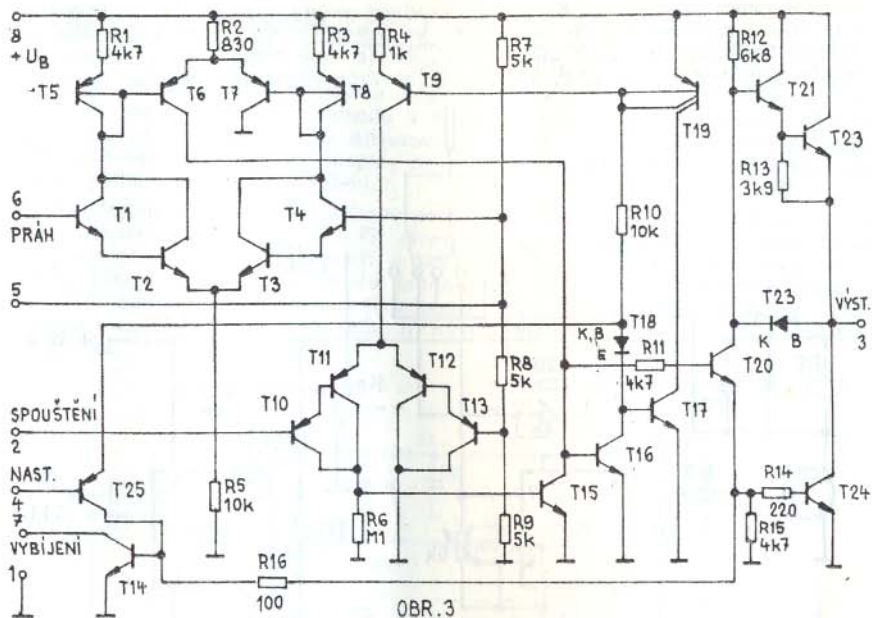 8
+ UB
R1
4k7
R2
830
R3
4k7
R4
1k
R7
5k
R12
6k8
T5
T6
T7
T8
T9
T19
T21
T23
R13
3k9
6
PRÁH
T1
T4
R10
10k
T2
T3
5
T23
VÝST.
K B
3
T18
K,B
E
R11
4k7
T20
T11
T12
R8
5k
T10
T13
T17
SPOUŠTĚNÍ
2
T16
NAST.
4
T25
R5
10k
T15
R14
220
T24
7
VYBÍJENÍ
R6
M1
R9
5k
R15
4k7
1
T14
R16
100
OBR.3